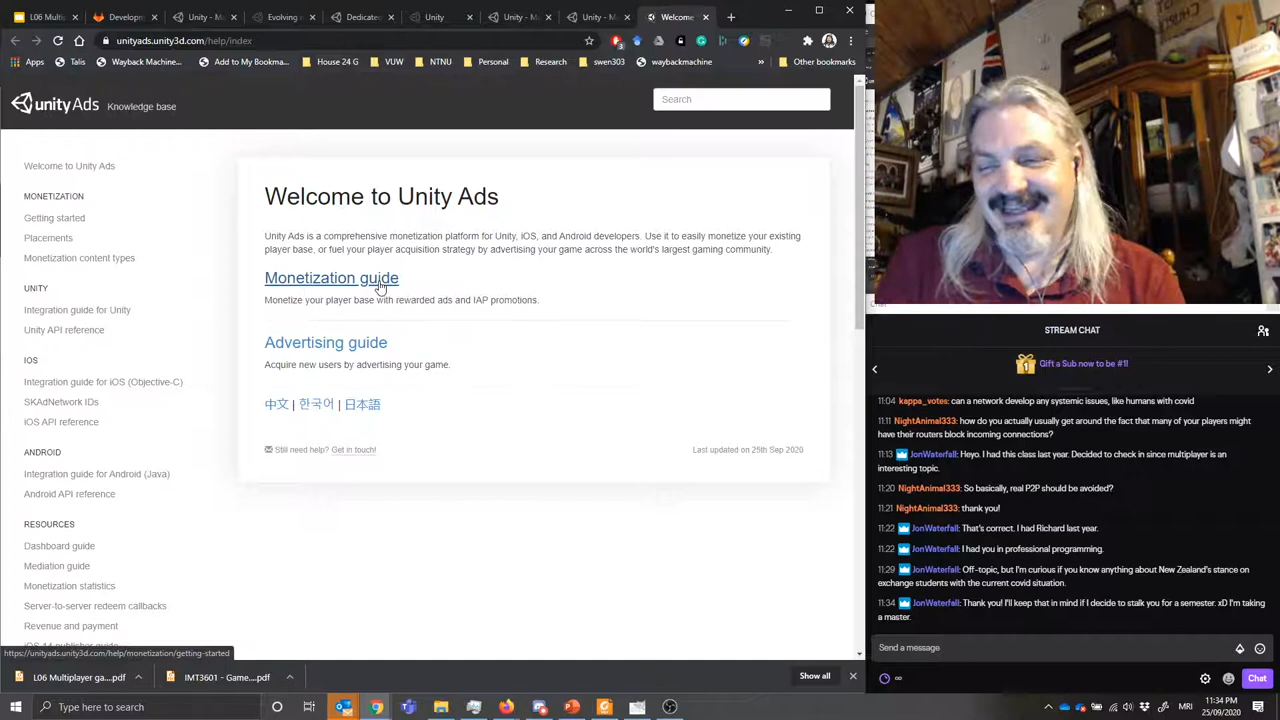 Unity - M
Unity - M
Welcome
unityads.unity3d.com/help/index
Apps
Talis
Wayback Machine...
Add to My Bookmark...
House 24 G
VUW
NTNU
Personal
Research
swen303
waybackmachine
»
Other bookmarks
unityAds Knowledge base
Search
Welcome to Unity Ads
MONETIZATION
Getting started
Placements
Monetization content types
UNITY
Integration guide for Unity
Unity API reference
IOS
Integration guide for iOS (Objective-C)
SKAdNetwork IDs
iOS API reference
ANDROID
Integration guide for Android (Java)
Android API reference
RESOURCES
Dashboard guide
Mediation guide
Monetization statistics
Server-to-server redeem callbacks
Revenue and payment
iOS 14 publisher guide
Welcome to Unity Ads
Unity Ads is a comprehensive monetization platform for Unity, iOS, and Android developers. Use it to easily monetize your existing
player base, or fuel your player acquisition strategy by advertising your game across the world's largest gaming community.
Monetization guide
Monetize your player base with rewarded ads and IAP promotions.
Advertising guide
Acquire new users by advertising your game.
中文 | 한국어 | 日本語
Still need help? Get in touch!
Last updated on 25th Sep 2020
https://unityads.unity3d.com/help/monetization/getting-started
L06 Multiplayer ga....pdf
IMT3601 - Game....pdf
Show all
STREAM CHAT
1
Gift a Sub now to be #1!
11:04 kappa_votes: can a network develop any systemic issues, like humans with covid
11:11 NightAnimal333: how do you actually usually get around the fact that many of your players might
have their routers block incoming connections?
11:13 JonWaterfall: Heyo. I had this class last year. Decided to check in since multiplayer is an
interesting topic.
11:20 NightAnimal333: So basically, real P2P should be avoided?
11:21 NightAnimal333: thank you!
11:22 JonWaterfall: That's correct. I had Richard last year.
11:22 JonWaterfall: I had you in professional programming.
11:29 JonWaterfall: Off-topic, but I'm curious if you know anything about New Zealand's stance on
exchange students with the current covid situation.
11:34 JonWaterfall: Thank you! I'll keep that in mind if I decide to stalk you for a semester. xD I'm taking
a master.
Send a message
∞
Chat
Type here to search
MRI
11:34 PM
25/09/2020